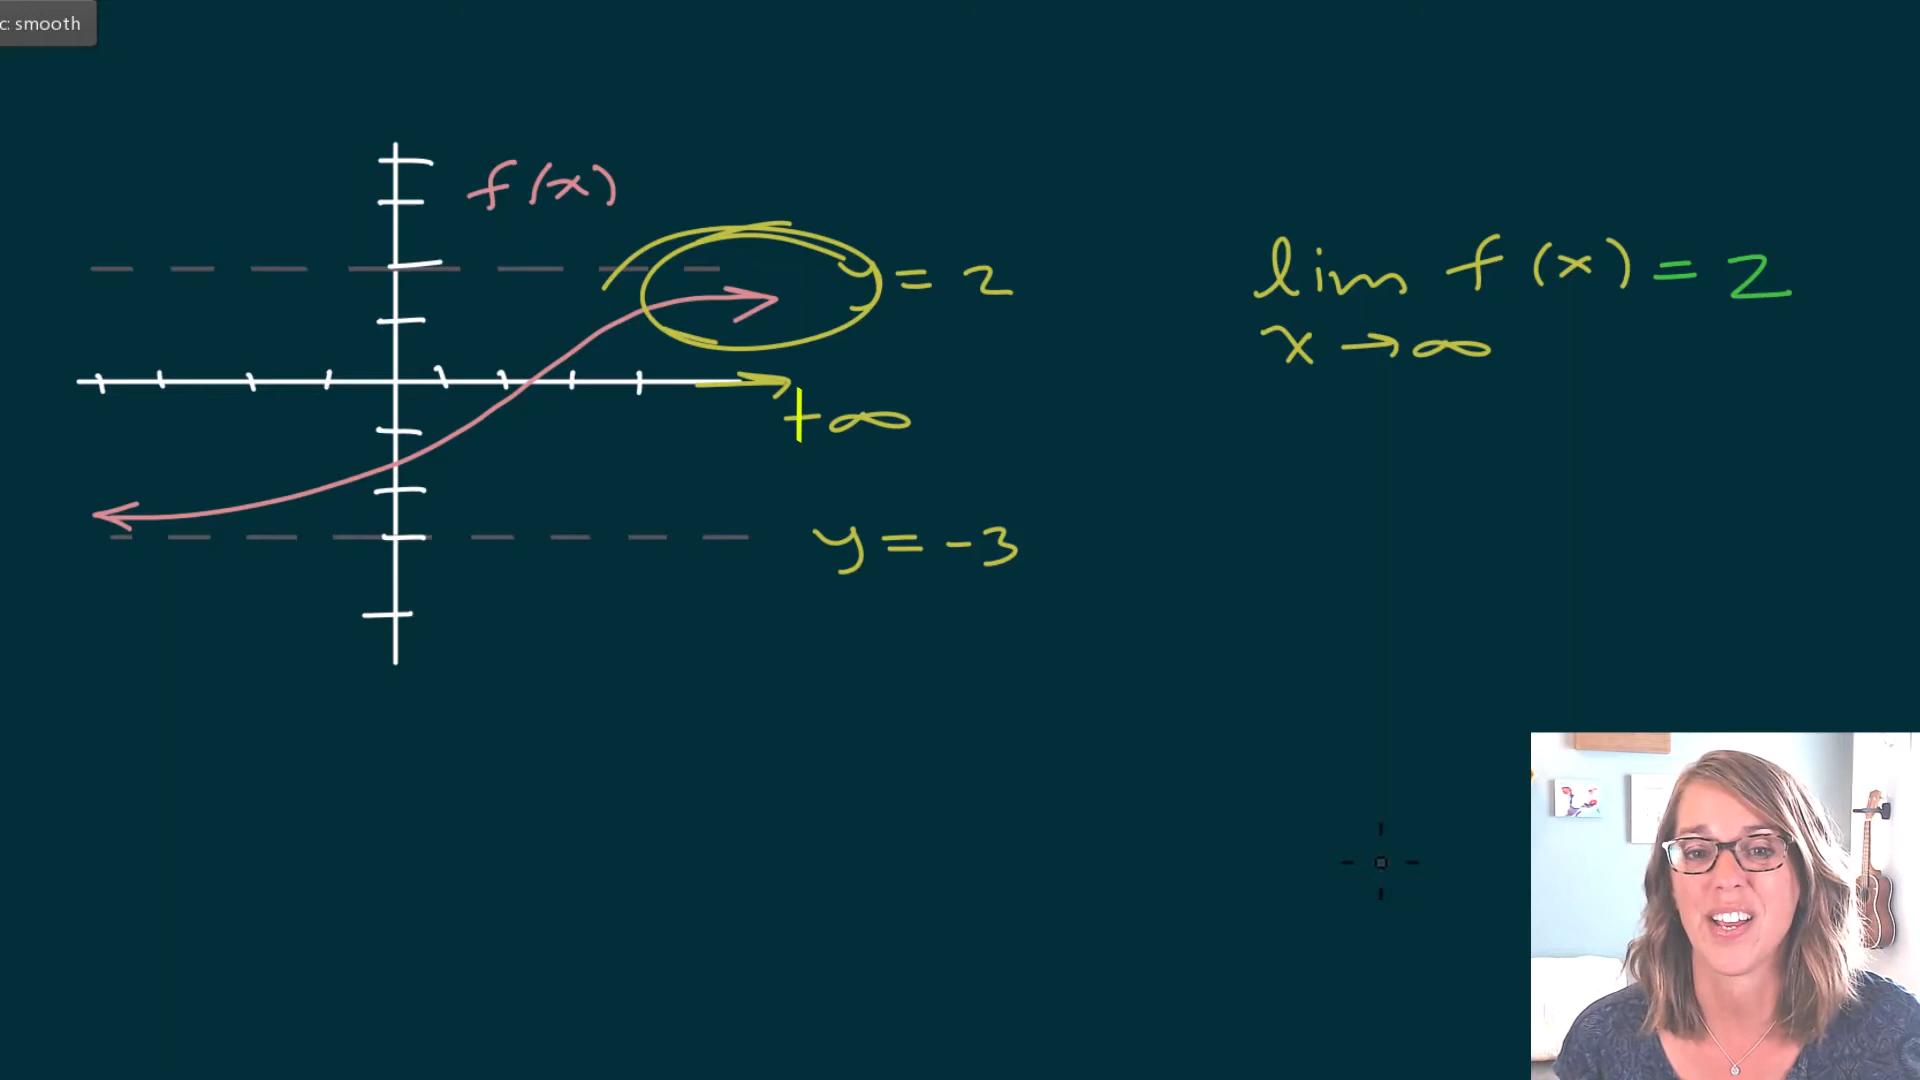 c: smooth
f(x)
y = 2
lim f(x) = 2
x → ∞
+∞
y = -3